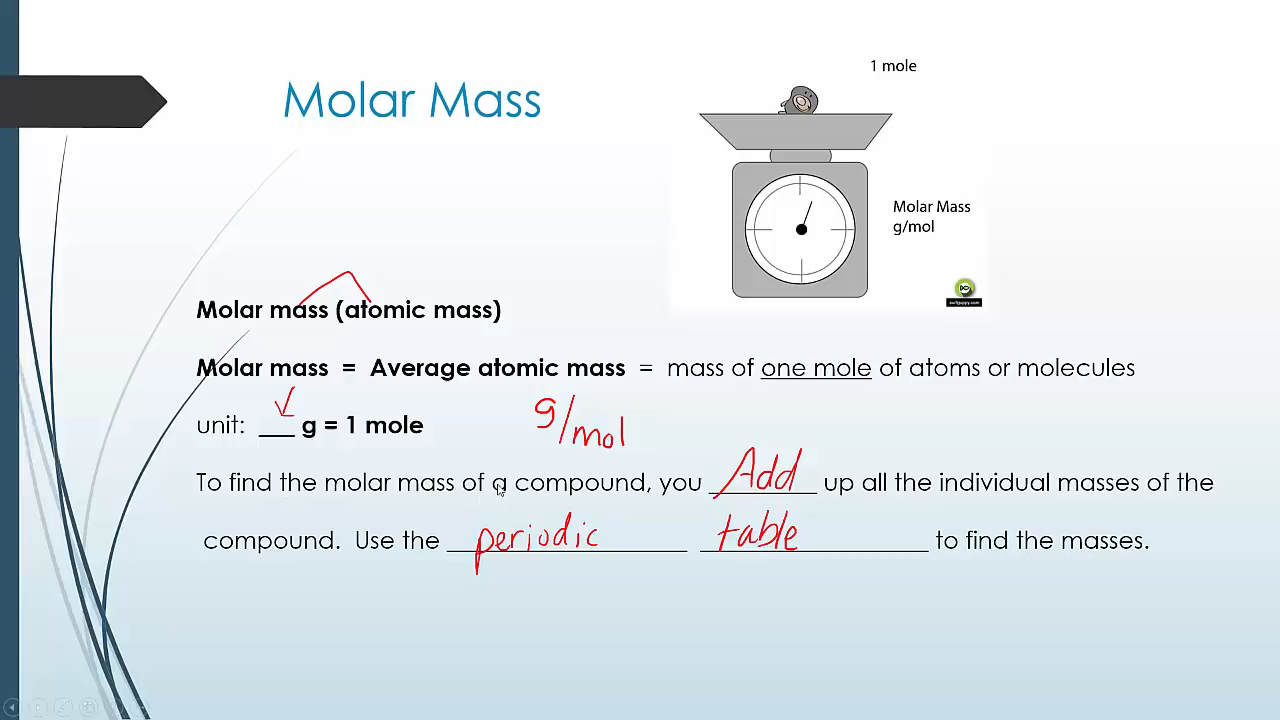 1 mole
Molar Mass
Molar Mass
g/mol
Molar mass (atomic mass)
Molar mass = Average atomic mass = mass of one mole of atoms or molecules
unit: ___ g = 1 mole g/mol
To find the molar mass of a compound, you Add up all the individual masses of the
compound. Use the periodic table to find the masses.